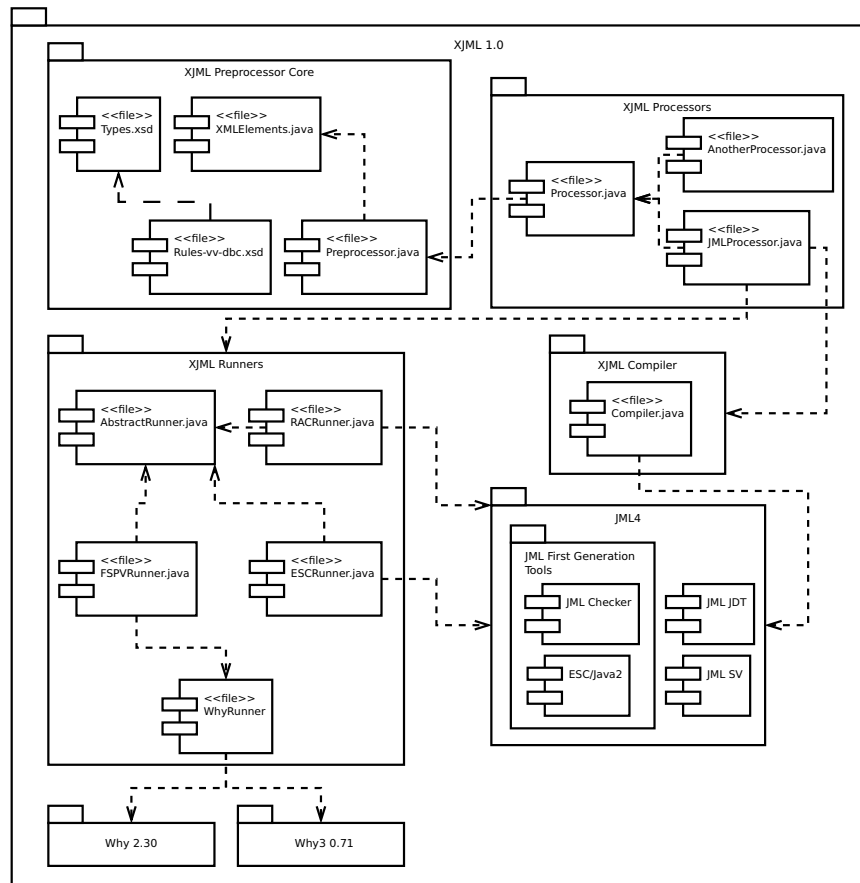 XJML 1.0
XJML Preprocessor Core
<<file>>
Types.xsd
<<file>>
XMLElements.java
<<file>>
Rules-vv-dbc.xsd
<<file>>
Preprocessor.java
XJML Processors
<<file>>
AnotherProcessor.java
<<file>>
Processor.java
<<file>>
JMLProcessor.java
XJML Runners
<<file>>
AbstractRunner.java
<<file>>
RACRunner.java
<<file>>
FSPVRunner.java
<<file>>
ESCRunner.java
<<file>>
WhyRunner
XJML Compiler
<<file>>
Compiler.java
JML4
JML First Generation
Tools
JML Checker
ESC/Java2
JML JDT
JML SV
Why 2.30
Why3 0.71